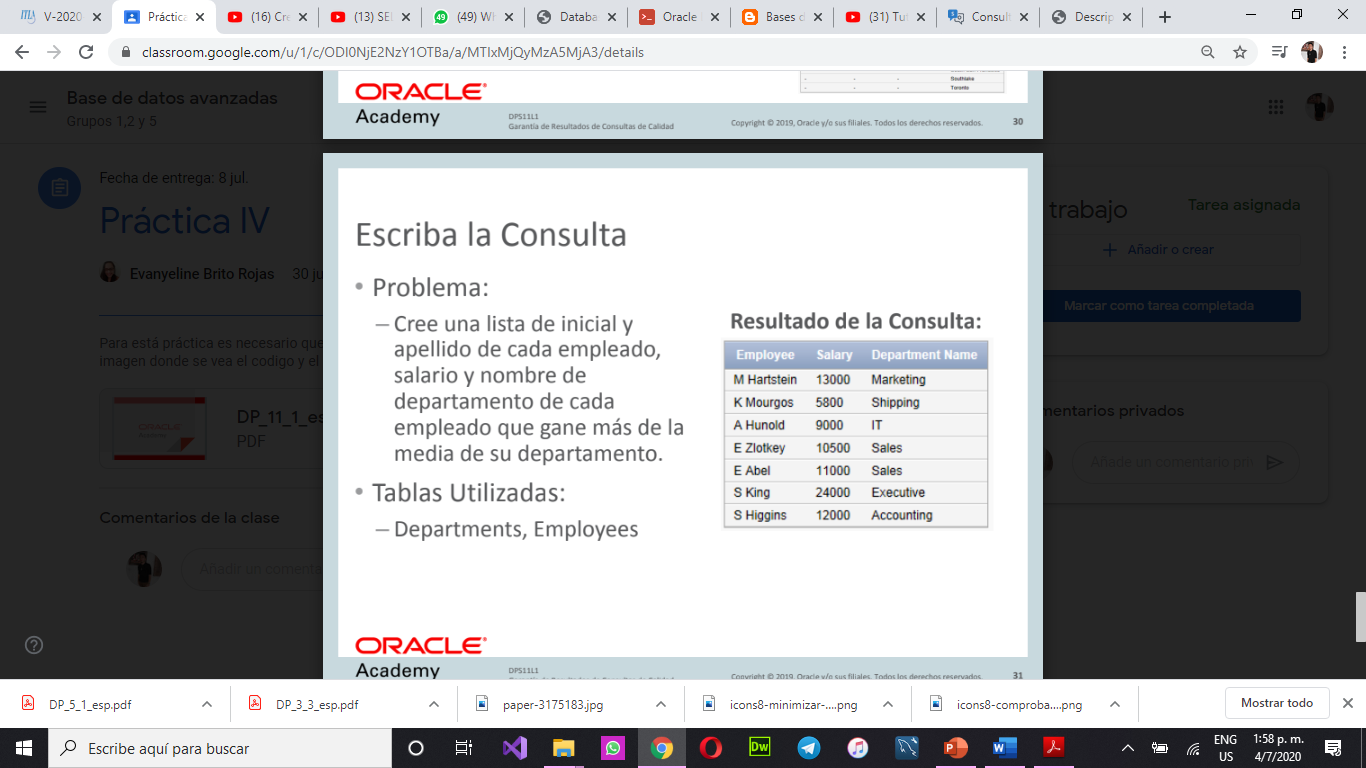 V-2020
Práctica
(16) Cre
(13) SEL
(49) Wh
Databa
Oracle
Bases d
(31) Tut
Consult
Descrip
classroom.google.com/u/1/c/ODI0NjE2NzY1OTBa/a/MTIxMjQyMzA5MjA3/details
Base de datos avanzadas
Grupos 1,2 y 5
Southlake
Toronto
ORACLE
Academy
DPS11L1
Garantía de Resultados de Consultas de Calidad
Copyright © 2019, Oracle y/o sus filiales. Todos los derechos reservados.
30
Fecha de entrega: 8 jul.
Práctica IV
Evanyeline Brito Rojas 30 ju
Para está práctica es necesario que
imagen donde se vea el codigo y el
DP_11_1_es
PDF
Comentarios de la clase
Añadir un comenta
trabajo
Tarea asignada
Añadir o crear
Marcar como tarea completada
mentarios privados
Añade un comentario pri
Escriba la Consulta
• Problema:
– Cree una lista de inicial y
apellido de cada empleado,
salario y nombre de
departamento de cada
empleado que gane más de la
media de su departamento.
• Tablas Utilizadas:
– Departments, Employees
Resultado de la Consulta:
Employee Salary Department Name
M Hartstein 13000 Marketing
K Mourgos 5800 Shipping
A Hunold 9000 IT
E Zlotkey 10500 Sales
E Abel 11000 Sales
S King 24000 Executive
S Higgins 12000 Accounting
ORACLE
Academy
DPS11L1
Copyright © 2019, Oracle y/o sus filiales. Todos los derechos reservados.
31
DP_5_1_esp.pdf
DP_3_3_esp.pdf
paper-3175183.jpg
icons8-minimizar-....png
icons8-comproba....png
Mostrar todo
Escribe aquí para buscar
ENG
US
1:58 p. m.
4/7/2020